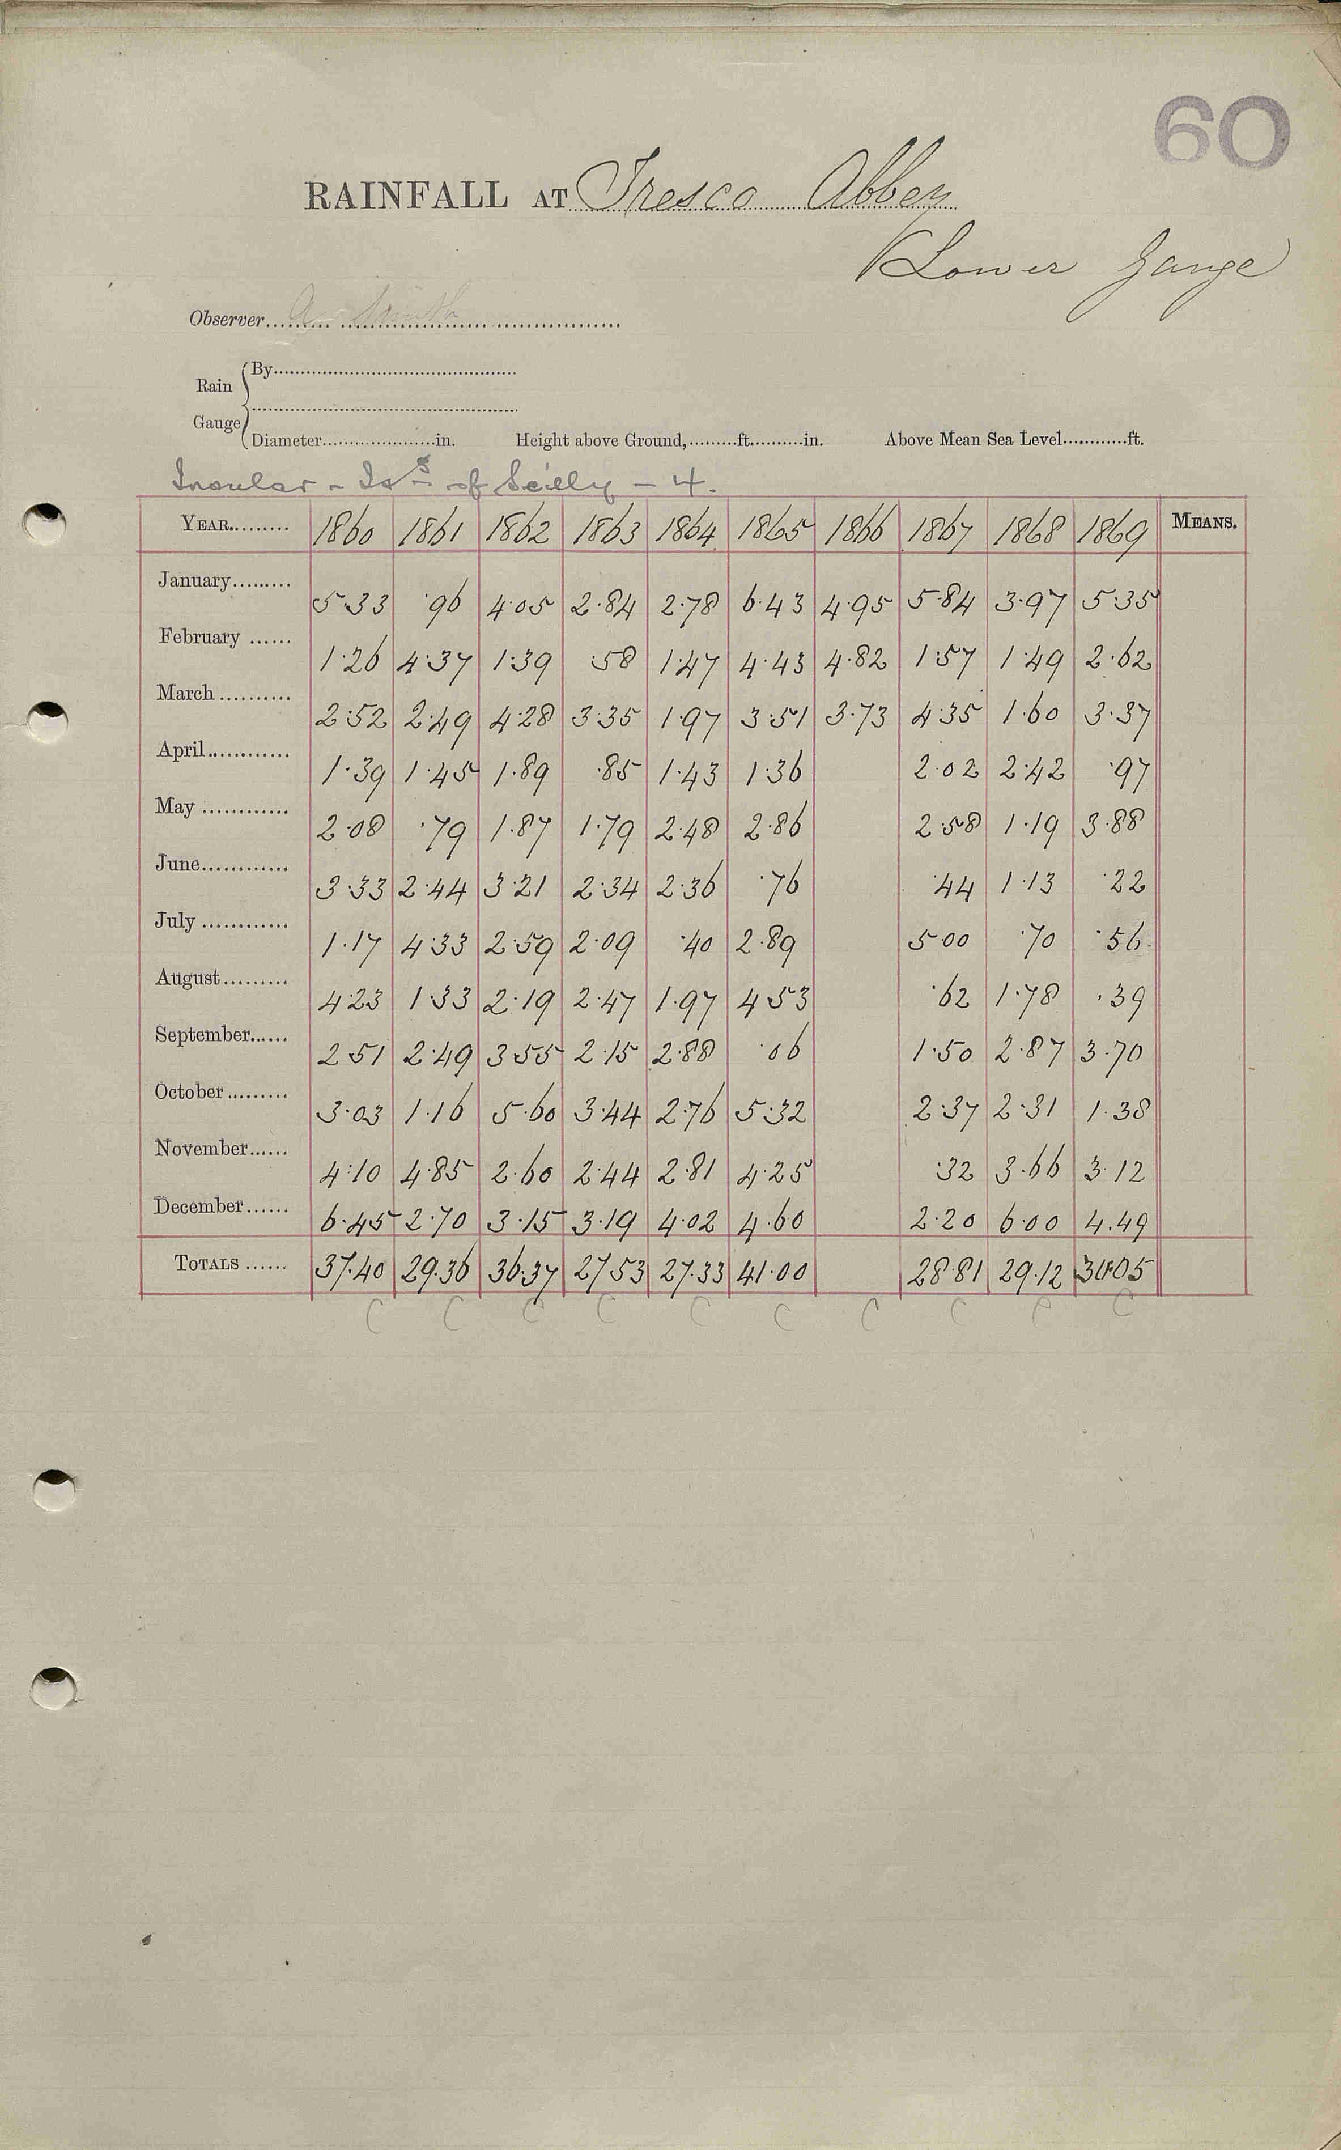 60
RAINFALL AT Tresco Abbey
Lower Gauge
Observer A Smith
Rain Gauge
By
Diameter in. Height above Ground, ft. in. Above Mean Sea Level ft.
Insular - Is.s of Scilly - 4.
YEAR 1860 1861 1862 1863 1864 1865 1866 1867 1868 1869 MEANS.
January 5.33 .96 4.05 2.84 2.78 6.43 4.95 5.84 3.97 5.35
February 1.26 4.37 1.39 .58 1.47 4.43 4.82 1.57 1.49 2.62
March 2.52 2.49 4.28 3.35 1.97 3.51 3.73 4.35 1.60 3.37
April 1.39 1.45 1.89 .85 1.43 1.36 2.02 2.42 .97
May 2.08 .79 1.87 1.79 2.48 2.86 2.58 1.19 3.88
June 3.33 2.44 3.21 2.34 2.36 .76 .44 1.13 .22
July 1.17 4.33 2.59 2.09 .40 2.89 5.00 .70 .56
August 4.23 1.33 2.19 2.47 1.97 4.53 .62 1.78 .39
September 2.51 2.49 3.55 2.15 2.88 .06 1.50 2.87 3.70
October 3.03 1.16 5.60 3.44 2.76 5.32 2.37 2.31 1.38
November 4.10 4.85 2.60 2.44 2.81 4.25 .32 3.66 3.12
December 6.45 2.70 3.15 3.19 4.02 4.60 2.20 6.00 4.49
TOTALS 37.40 29.36 36.37 27.53 27.33 41.00 28.81 29.12 30.05
C C C C C C C C C C